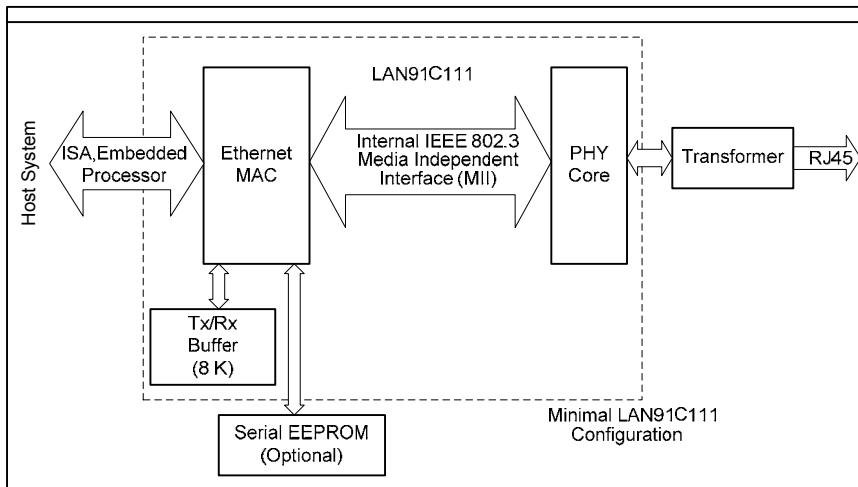 LAN91C111
Host System
ISA,Embedded
Processor
Ethernet
MAC
Internal IEEE 802.3
Media Independent
Interface (MII)
PHY
Core
Transformer
RJ45
Tx/Rx
Buffer
(8 K)
Serial EEPROM
(Optional)
Minimal LAN91C111
Configuration